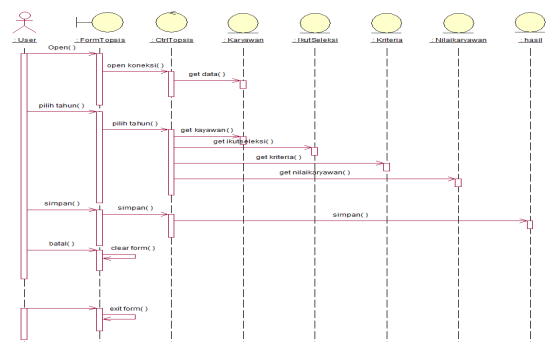 : User
: FormTopsis
: CtrlTopsis
: Karyawan
: IkutSeleksi
: Kriteria
: Nilaikaryawan
: hasil
Open( )
open koneksi( )
get data( )
pilih tahun( )
pilih tahun( )
get kayawan( )
get ikutseleksi( )
get kriteria( )
get nilaikaryawan( )
simpan( )
simpan( )
simpan( )
batal( )
clear form( )
exit form( )